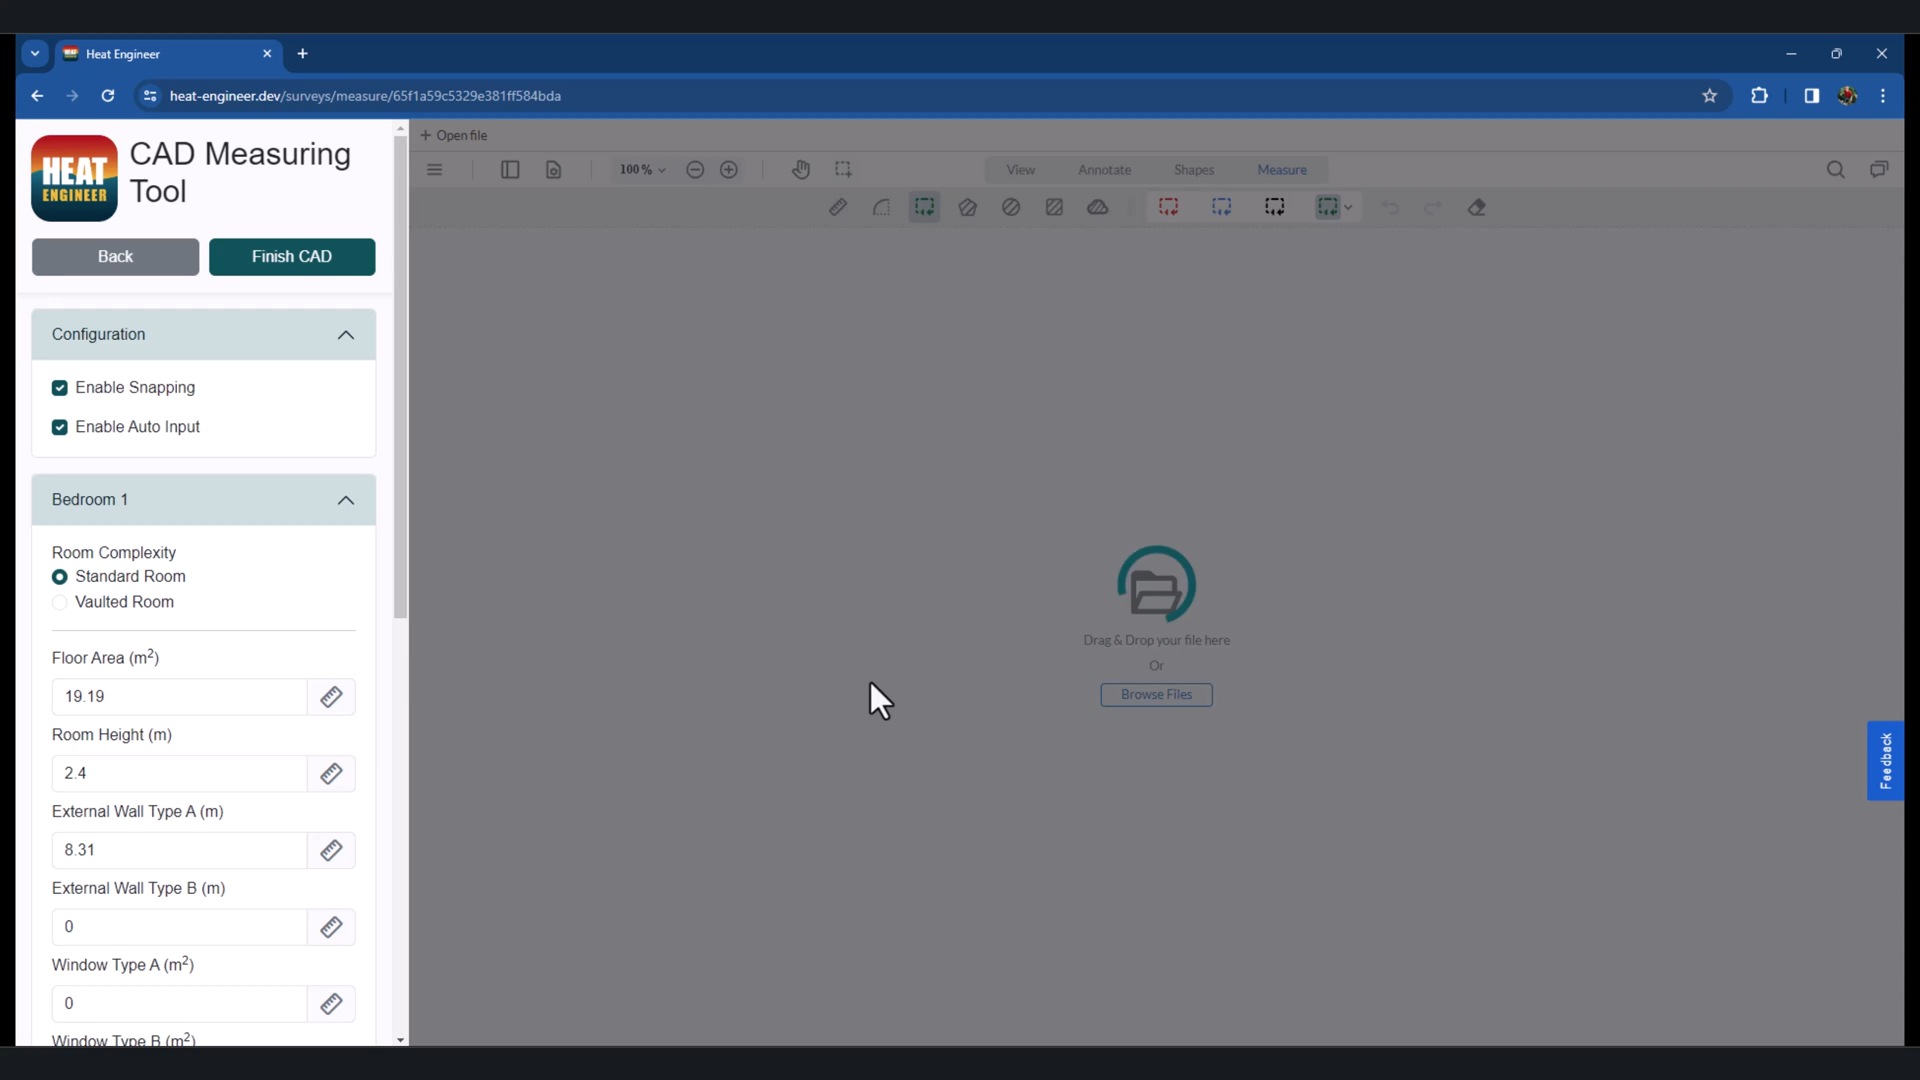 Heat Engineer
heat-engineer.dev/surveys/measure/65f1a59c5329e381ff584bda
HEAT
ENGINEER
CAD Measuring
Tool
Back
Finish CAD
Configuration
Enable Snapping
Enable Auto Input
Bedroom 1
Room Complexity
Standard Room
Vaulted Room
Floor Area (m²)
19.19
Room Height (m)
2.4
External Wall Type A (m)
8.31
External Wall Type B (m)
0
Window Type A (m²)
0
Window Type B (m²)
+ Open file
100%
View
Annotate
Shapes
Measure
Drag & Drop your file here
Or
Browse Files
Feedback